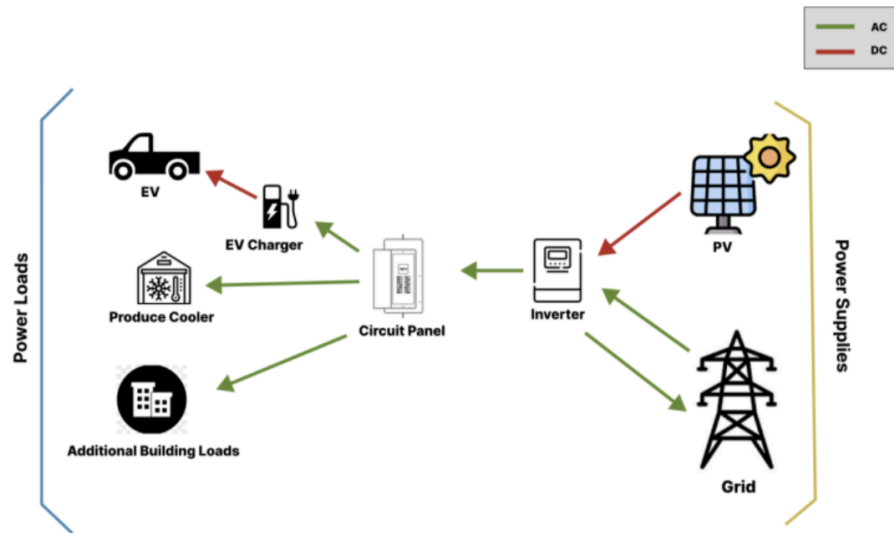 AC
DC
EV
EV Charger
PV
Produce Cooler
Circuit Panel
Inverter
Additional Building Loads
Grid
Power Loads
Power Supplies